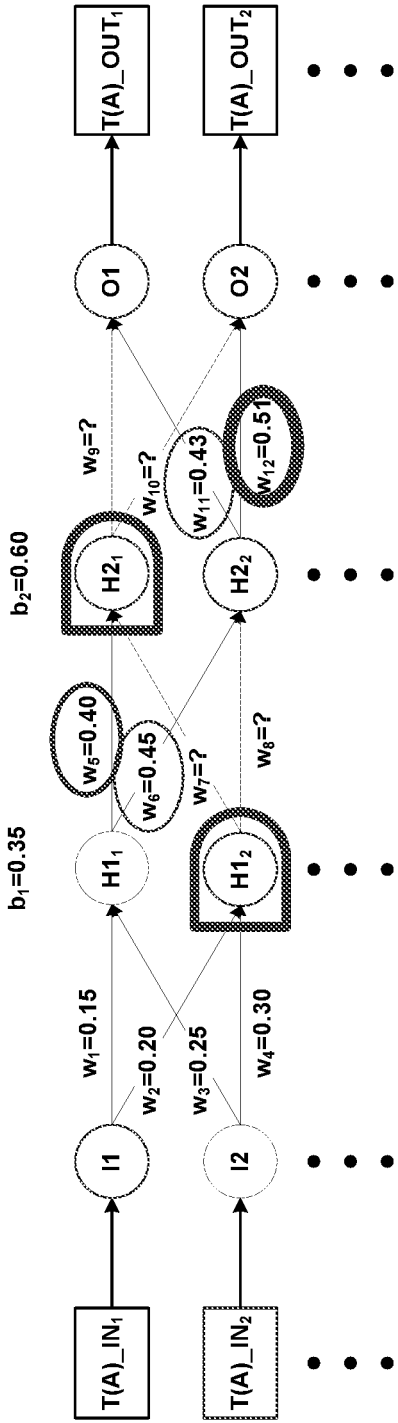 b₁=0.35
b₂=0.60
T(A)_IN₁
I1
w₁=0.15
H1₁
w₅=0.40
H2₁
w₉=?
O1
T(A)_OUT₁
w₂=0.20
w₆=0.45
w₁₀=?
w₃=0.25
w₇=?
w₁₁=0.43
T(A)_IN₂
I2
w₄=0.30
H1₂
w₈=?
H2₂
w₁₂=0.51
O2
T(A)_OUT₂